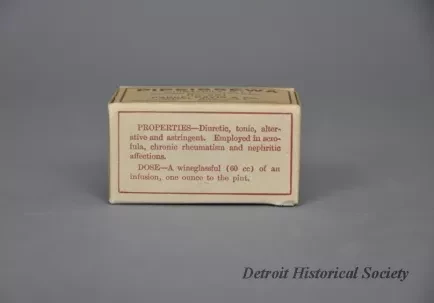 PIPSISSEWA
PROPERTIES—Diuretic, tonic, alter-
ative and astringent. Employed in scro-
fula, chronic rheumatism and nephritic
affections.
DOSE—A wineglassful (60 cc) of an
infusion, one ounce to the pint.
Detroit Historical Society